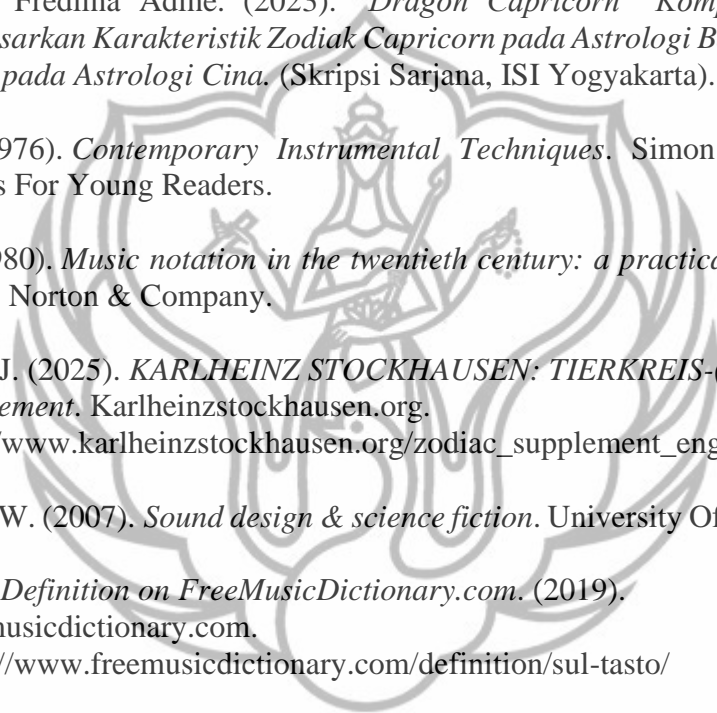 Fredima Adine. (2023). "Dragon Capricorn" Komp
sarkan Karakteristik Zodiak Capricorn pada Astrologi B
pada Astrologi Cina. (Skripsi Sarjana, ISI Yogyakarta).
976). Contemporary Instrumental Techniques. Simon
s For Young Readers.
980). Music notation in the twentieth century: a practica
Norton & Company.
J. (2025). KARLHEINZ STOCKHAUSEN: TIERKREIS-(
ement. Karlheinzstockhausen.org.
/www.karlheinzstockhausen.org/zodiac_supplement_eng
W. (2007). Sound design & science fiction. University Of
Definition on FreeMusicDictionary.com. (2019).
musicdictionary.com.
//www.freemusicdictionary.com/definition/sul-tasto/